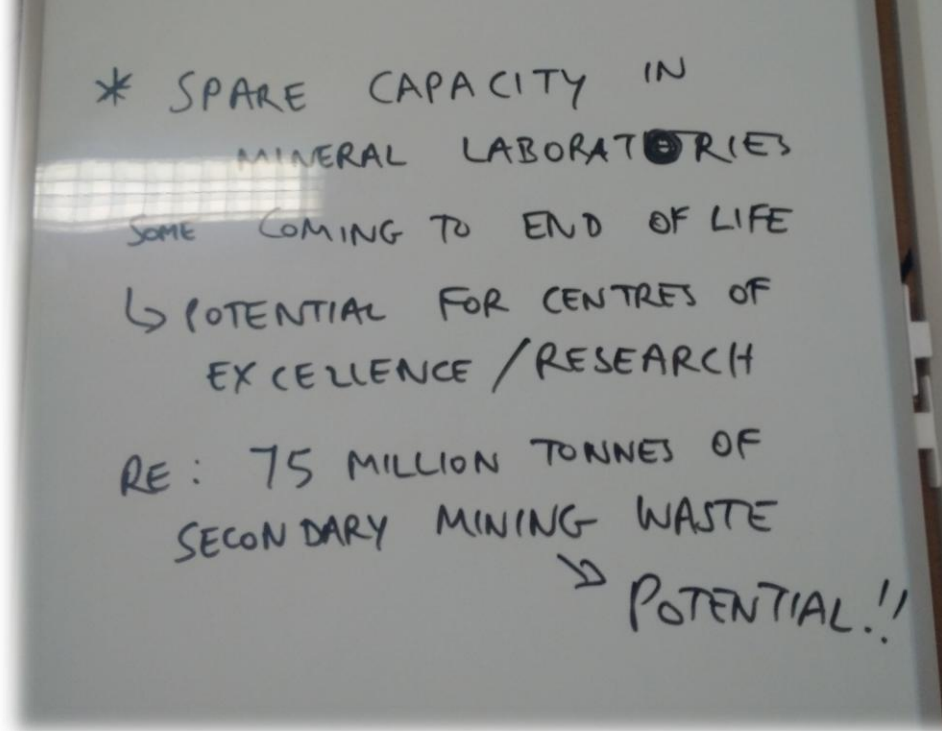 * SPARE CAPACITY IN
MINERAL LABORATORIES
SOME COMING TO END OF LIFE
↳ POTENTIAL FOR CENTRES OF
EXCELLENCE / RESEARCH
RE: 75 MILLION TONNES OF
SECONDARY MINING WASTE
↘ POTENTIAL!!